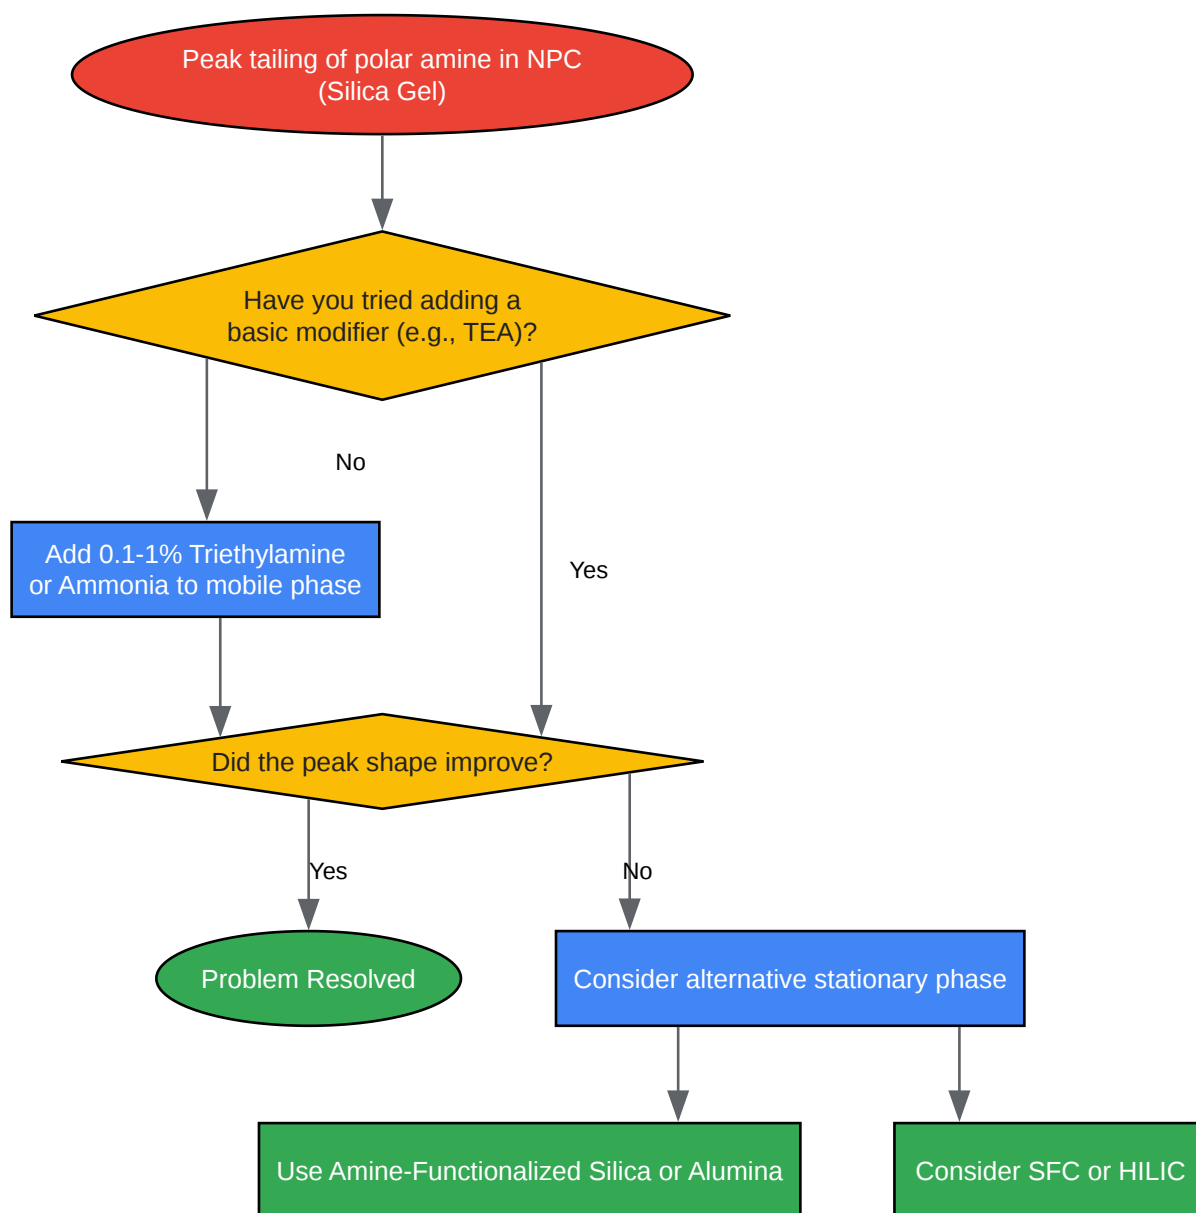 Peak tailing of polar amine in NPC
(Silica Gel)
Have you tried adding a
basic modifier (e.g., TEA)?
No
Add 0.1-1% Triethylamine
or Ammonia to mobile phase
Yes
Did the peak shape improve?
Yes
No
Problem Resolved
Consider alternative stationary phase
Use Amine-Functionalized Silica or Alumina
Consider SFC or HILIC